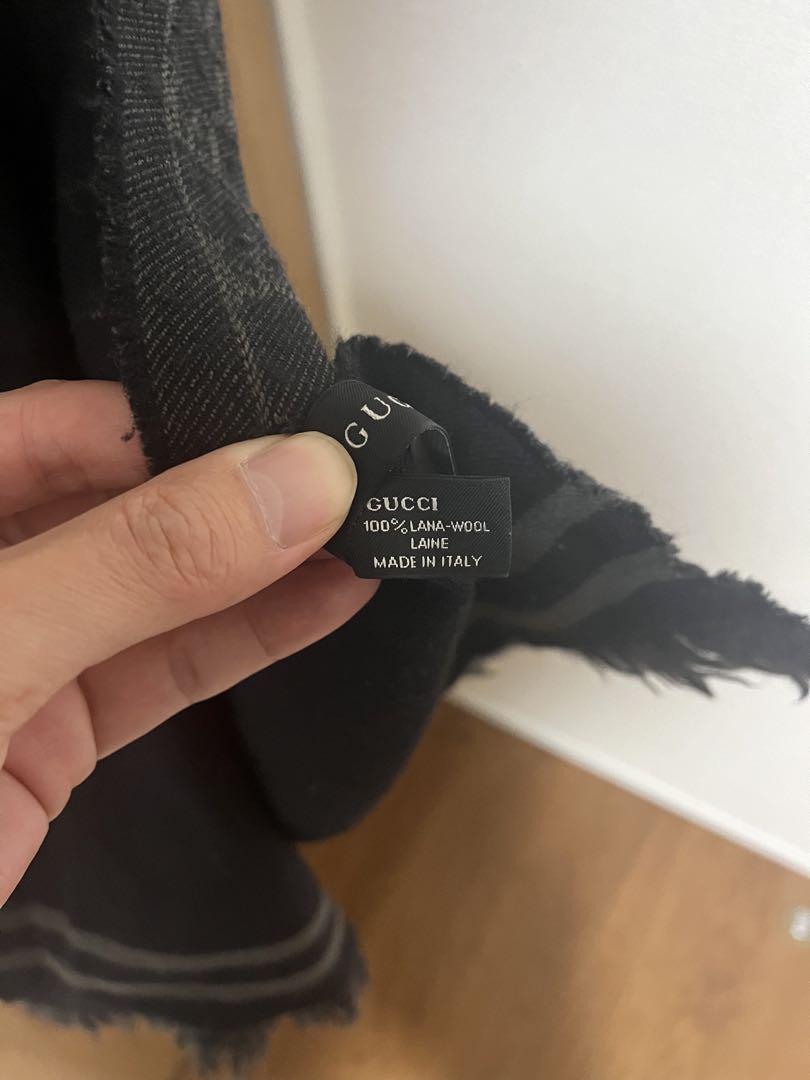 GUCCI
100% LANA-WOOL
LAINE
MADE IN ITALY